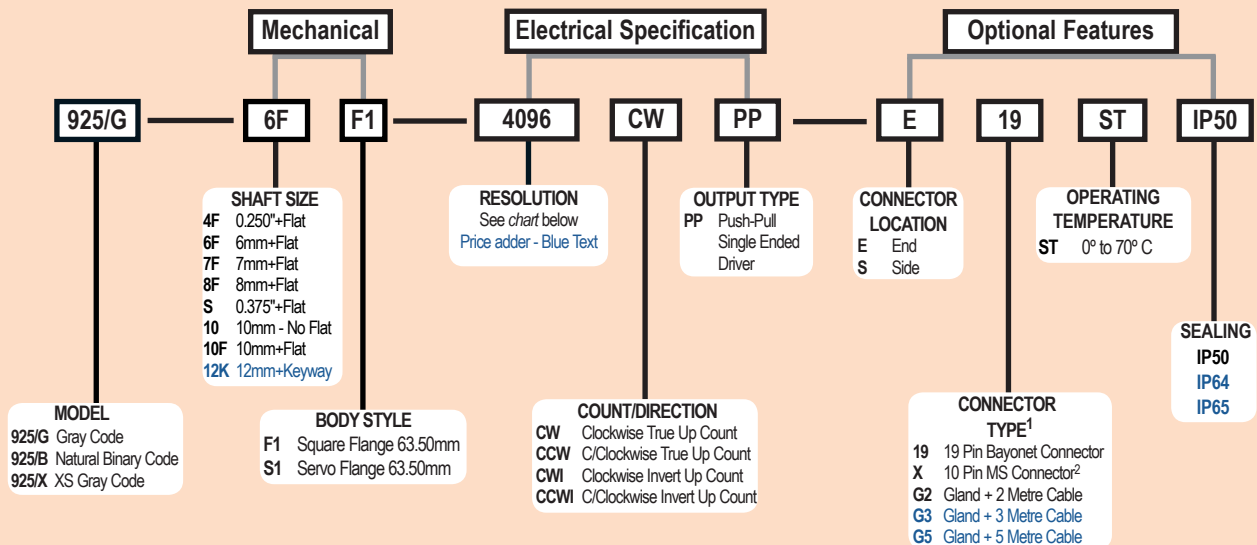 Mechanical
Electrical Specification
Optional Features
925/G
6F
F1
4096
CW
PP
E
19
ST
IP50
SHAFT SIZE
4F 0.250"+Flat
6F 6mm+Flat
7F 7mm+Flat
8F 8mm+Flat
S 0.375"+Flat
10 10mm - No Flat
10F 10mm+Flat
12K 12mm+Keyway
RESOLUTION
See chart below
Price adder - Blue Text
OUTPUT TYPE
PP Push-Pull
Single Ended
Driver
CONNECTOR
LOCATION
E End
S Side
OPERATING
TEMPERATURE
ST 0º to 70º C
SEALING
IP50
IP64
IP65
MODEL
925/G Gray Code
925/B Natural Binary Code
925/X XS Gray Code
BODY STYLE
F1 Square Flange 63.50mm
S1 Servo Flange 63.50mm
COUNT/DIRECTION
CW Clockwise True Up Count
CCW C/Clockwise True Up Count
CWI Clockwise Invert Up Count
CCWI C/Clockwise Invert Up Count
CONNECTOR
TYPE1
19 19 Pin Bayonet Connector
X 10 Pin MS Connector2
G2 Gland + 2 Metre Cable
G3 Gland + 3 Metre Cable
G5 Gland + 5 Metre Cable